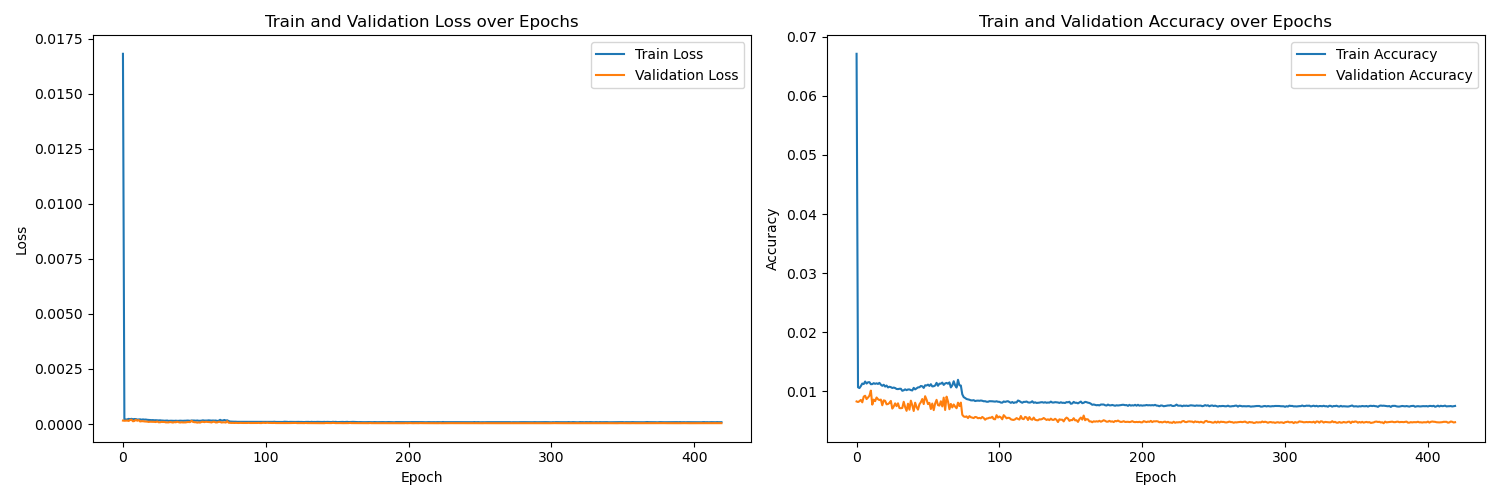 Train and Validation Loss over Epochs
0.0175
0.0150
0.0125
0.0100
0.0075
0.0050
0.0025
0.0000
Loss
0
100
200
300
400
Epoch
Train Loss
Validation Loss
Train and Validation Accuracy over Epochs
0.07
0.06
0.05
0.04
0.03
0.02
0.01
Accuracy
0
100
200
300
400
Epoch
Train Accuracy
Validation Accuracy